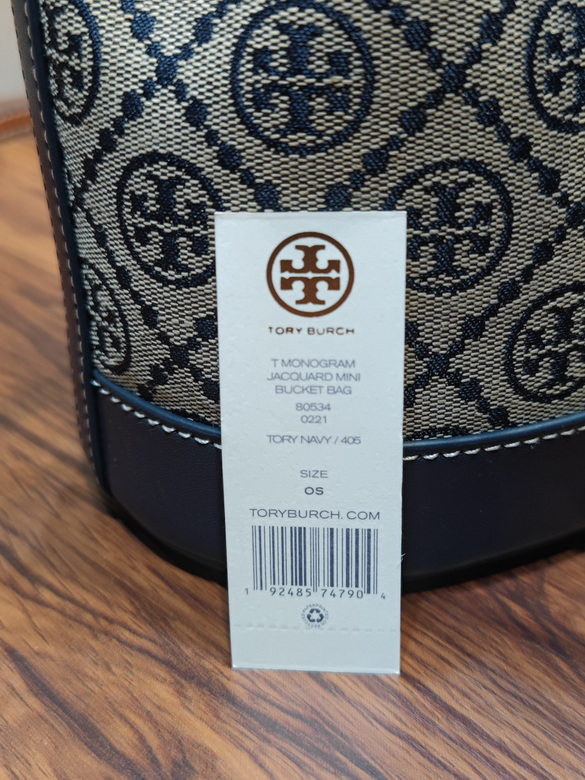 TORY BURCH
T MONOGRAM
JACQUARD MINI
BUCKET BAG
80534
0221
TORY NAVY / 405
SIZE
OS
TORYBURCH.COM
1 92485 74790 4